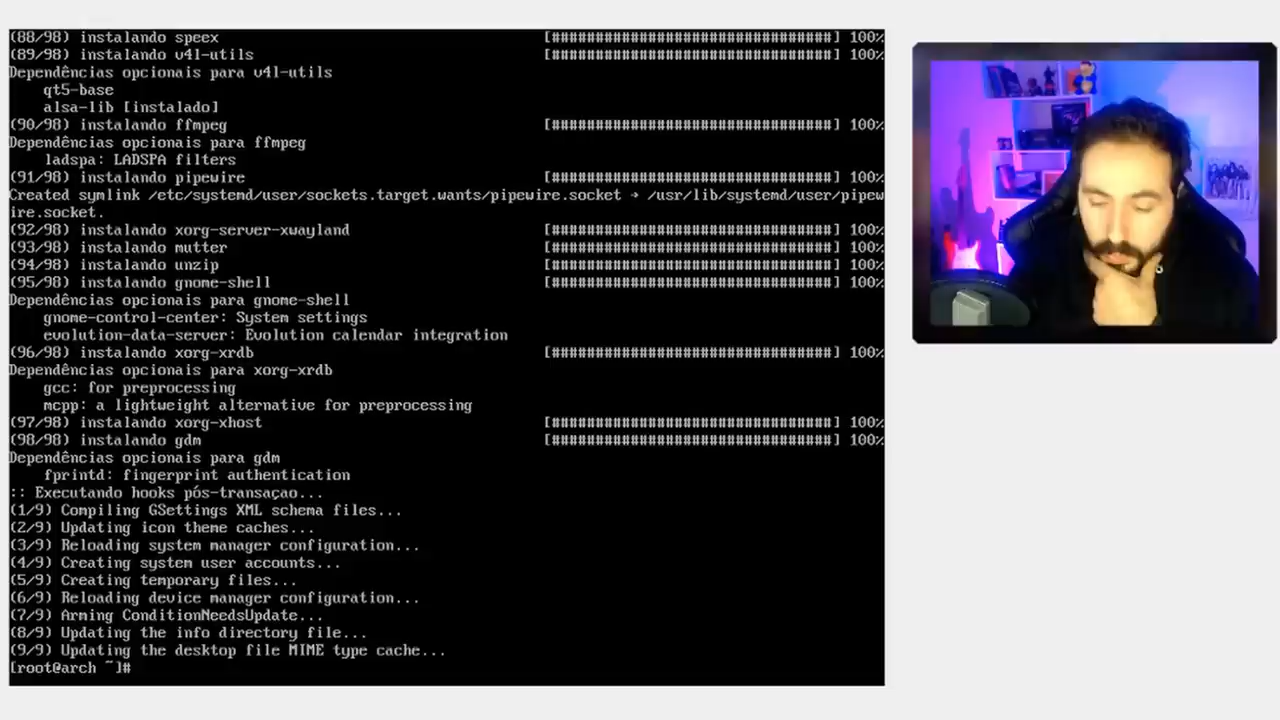 (88/98) instalando speex [################################] 100%
(89/98) instalando v4l-utils [################################] 100%
Dependências opcionais para v4l-utils
qt5-base
alsa-lib [instalado]
(90/98) instalando ffmpeg [################################] 100%
Dependências opcionais para ffmpeg
ladspa: LADSPA filters
(91/98) instalando pipewire [################################] 100%
Created symlink /etc/systemd/user/sockets.target.wants/pipewire.socket → /usr/lib/systemd/user/pipew
ire.socket.
(92/98) instalando xorg-server-xwayland [################################] 100%
(93/98) instalando mutter [################################] 100%
(94/98) instalando unzip [################################] 100%
(95/98) instalando gnome-shell [################################] 100%
Dependências opcionais para gnome-shell
gnome-control-center: System settings
evolution-data-server: Evolution calendar integration
(96/98) instalando xorg-xrdb [################################] 100%
Dependências opcionais para xorg-xrdb
gcc: for preprocessing
mcpp: a lightweight alternative for preprocessing
(97/98) instalando xorg-xhost [################################] 100%
(98/98) instalando gdm [################################] 100%
Dependências opcionais para gdm
fprintd: fingerprint authentication
:: Executando hooks pós-transaçao...
(1/9) Compiling GSettings XML schema files...
(2/9) Updating icon theme caches...
(3/9) Reloading system manager configuration...
(4/9) Creating system user accounts...
(5/9) Creating temporary files...
(6/9) Reloading device manager configuration...
(7/9) Arming ConditionNeedsUpdate...
(8/9) Updating the info directory file...
(9/9) Updating the desktop file MIME type cache...
[root@arch ~]#